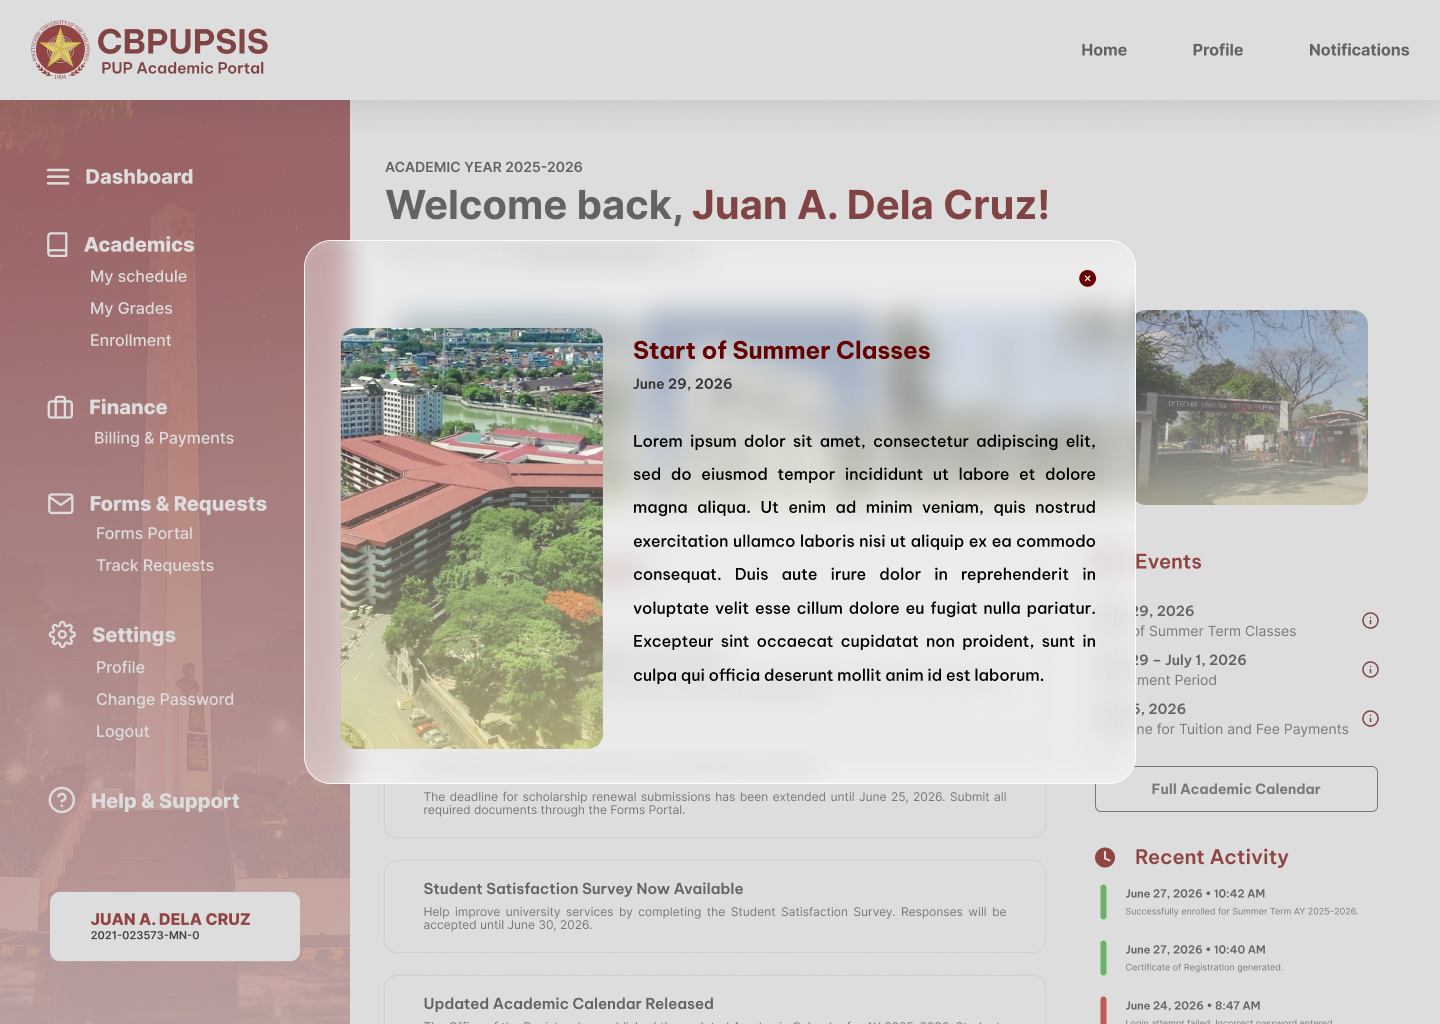 CBPUPSIS
PUP Academic Portal
Home
Profile
Notifications
Dashboard
Academics
My schedule
My Grades
Enrollment
Finance
Billing & Payments
Forms & Requests
Forms Portal
Track Requests
Settings
Profile
Change Password
Logout
Help & Support
JUAN A. DELA CRUZ
2021-023573-MN-0
ACADEMIC YEAR 2025-2026
Welcome back, Juan A. Dela Cruz!
Start of Summer Classes
June 29, 2026
Lorem ipsum dolor sit amet, consectetur adipiscing elit,
sed do eiusmod tempor incididunt ut labore et dolore
magna aliqua. Ut enim ad minim veniam, quis nostrud
exercitation ullamco laboris nisi ut aliquip ex ea commodo
consequat. Duis aute irure dolor in reprehenderit in
voluptate velit esse cillum dolore eu fugiat nulla pariatur.
Excepteur sint occaecat cupidatat non proident, sunt in
culpa qui officia deserunt mollit anim id est laborum.
The deadline for scholarship renewal submissions has been extended until June 25, 2026. Submit all
required documents through the Forms Portal.
Student Satisfaction Survey Now Available
Help improve university services by completing the Student Satisfaction Survey. Responses will be
accepted until June 30, 2026.
Updated Academic Calendar Released
Events
29, 2026
of Summer Term Classes
29 – July 1, 2026
ment Period
, 2026
ne for Tuition and Fee Payments
Full Academic Calendar
Recent Activity
June 27, 2026 • 10:42 AM
Successfully enrolled for Summer Term AY 2025–2026.
June 27, 2026 • 10:40 AM
Certificate of Registration generated.
June 24, 2026 • 8:47 AM
Login attempt failed. Incorrect password entered.